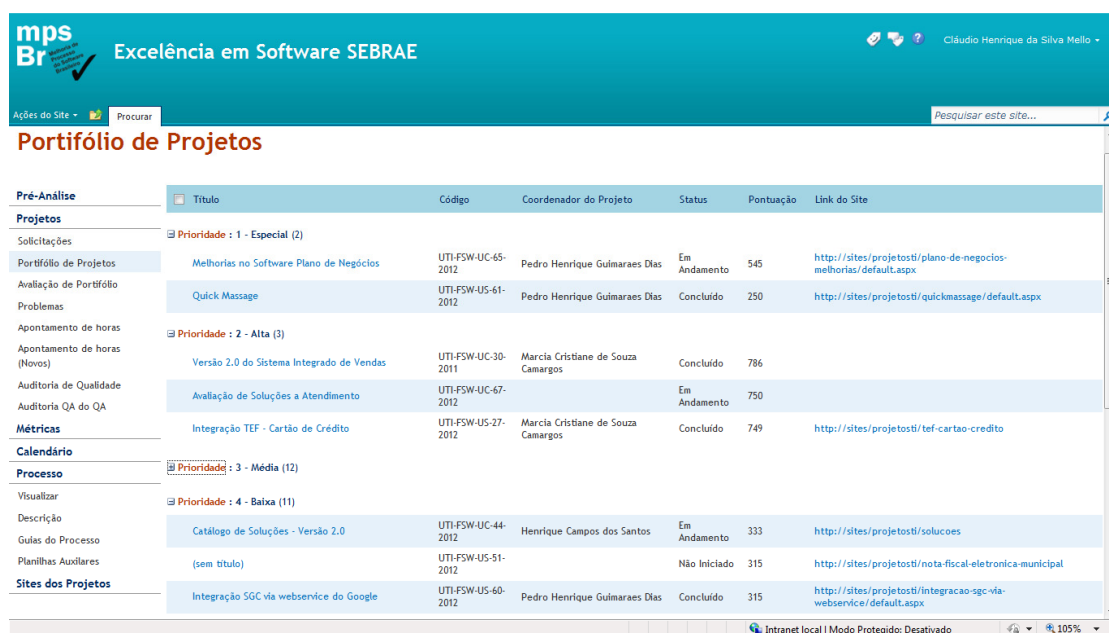 mps
Br
Melhoria de
Processo
do Software
Brasileiro
Excelência em Software SEBRAE
Cláudio Henrique da Silva Mello
Ações do Site
Procurar
Pesquisar este site...
Portifólio de Projetos
Pré-Análise
Projetos
Solicitações
Portifólio de Projetos
Avaliação de Portifólio
Problemas
Apontamento de horas
Apontamento de horas
(Novos)
Auditoria de Qualidade
Auditoria QA do QA
Métricas
Calendário
Processo
Visualizar
Descrição
Guias do Processo
Planilhas Auxilares
Sites dos Projetos
Título Código Coordenador do Projeto Status Pontuação Link do Site
Prioridade : 1 - Especial (2)
Melhorias no Software Plano de Negócios UTI-FSW-UC-65-2012 Pedro Henrique Guimaraes Dias Em Andamento 545 http://sites/projetosti/plano-de-negocios-melhorias/default.aspx
Quick Massage UTI-FSW-US-61-2012 Pedro Henrique Guimaraes Dias Concluído 250 http://sites/projetosti/quickmassage/default.aspx
Prioridade : 2 - Alta (3)
Versão 2.0 do Sistema Integrado de Vendas UTI-FSW-UC-30-2011 Marcia Cristiane de Souza Camargos Concluído 786
Avaliação de Soluções a Atendimento UTI-FSW-UC-67-2012 Em Andamento 750
Integração TEF - Cartão de Crédito UTI-FSW-US-27-2012 Marcia Cristiane de Souza Camargos Concluído 749 http://sites/projetosti/tef-cartao-credito
Prioridade : 3 - Média (12)
Prioridade : 4 - Baixa (11)
Catálogo de Soluções - Versão 2.0 UTI-FSW-UC-44-2012 Henrique Campos dos Santos Em Andamento 333 http://sites/projetosti/solucoes
(sem título) UTI-FSW-US-51-2012 Não Iniciado 315 http://sites/projetosti/nota-fiscal-eletronica-municipal
Integração SGC via webservice do Google UTI-FSW-US-60-2012 Pedro Henrique Guimaraes Dias Concluído 315 http://sites/projetosti/integracao-sgc-via-webservice/default.aspx
Intranet local | Modo Protegido: Desativado
105%